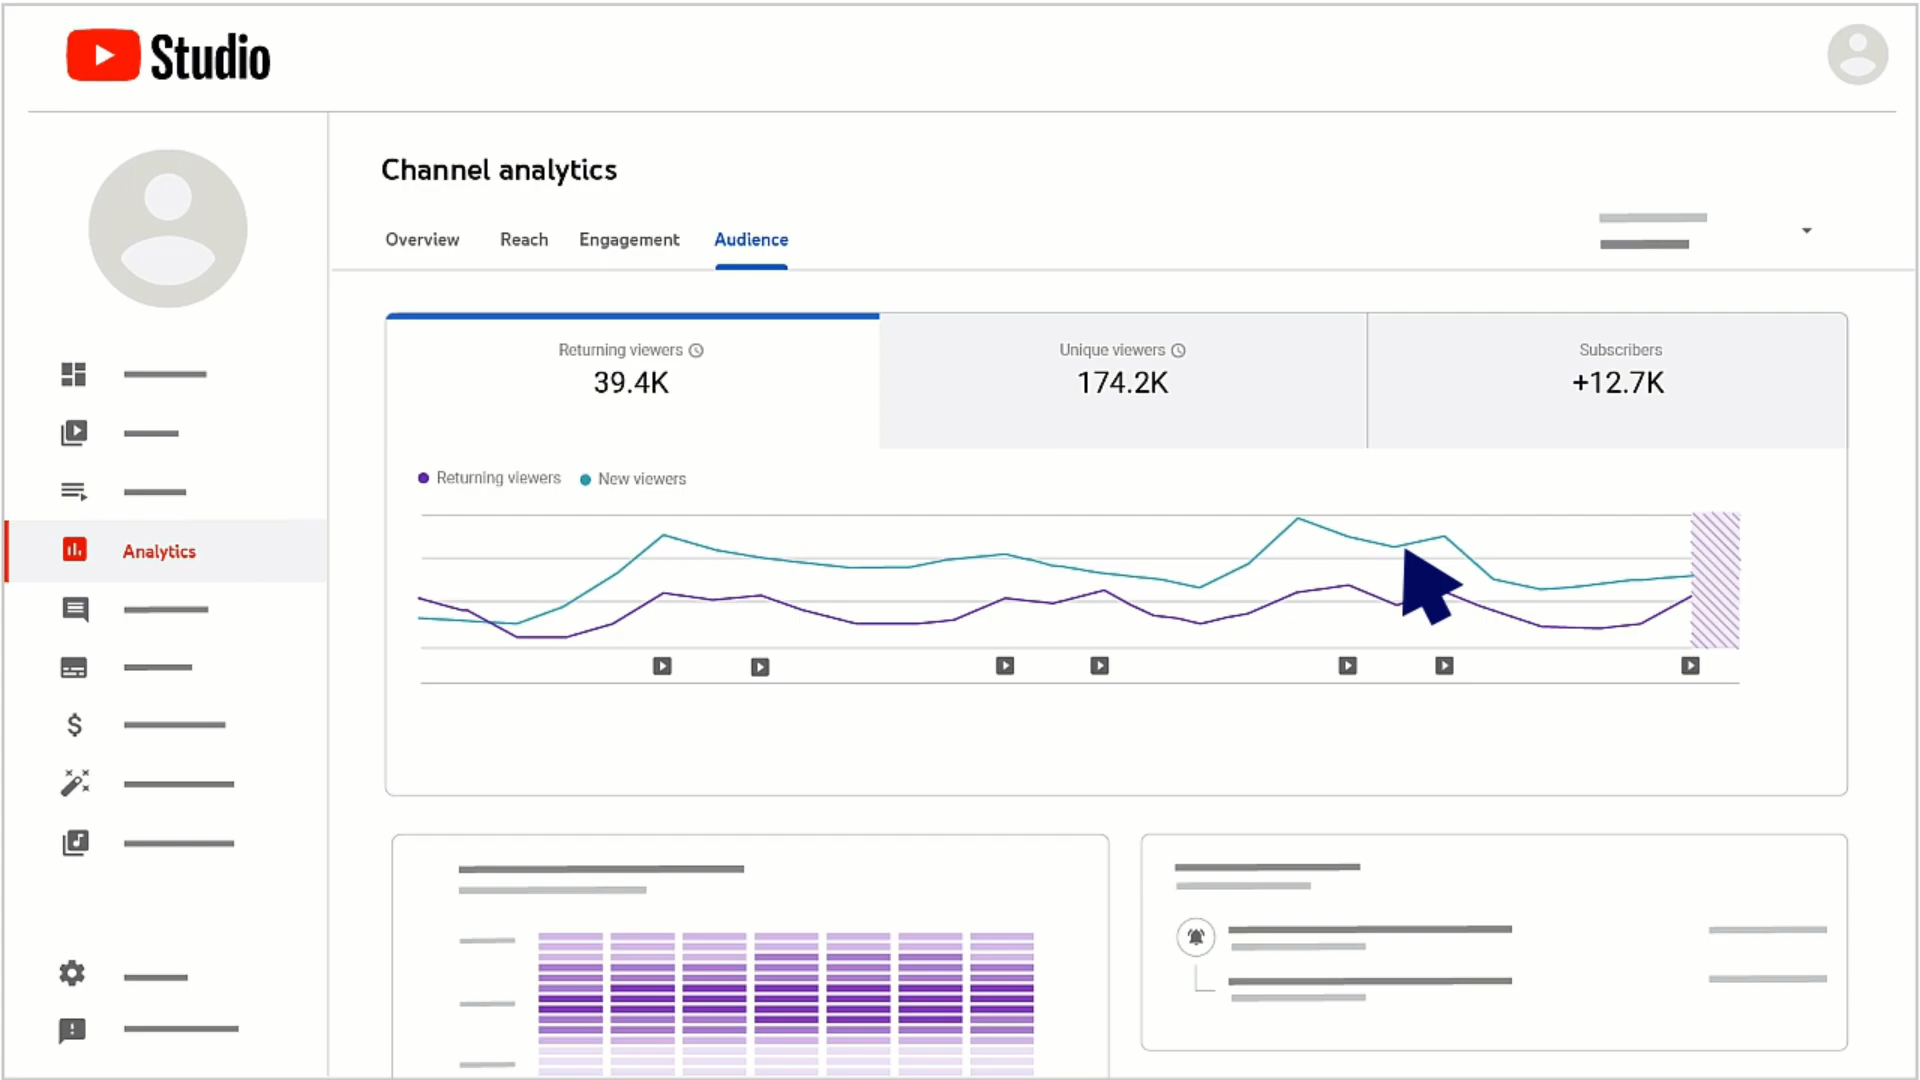 Studio
Channel analytics
Overview Reach Engagement Audience
Returning viewers Unique viewers Subscribers
39.4K 174.2K +12.7K
Returning viewers New viewers
Analytics